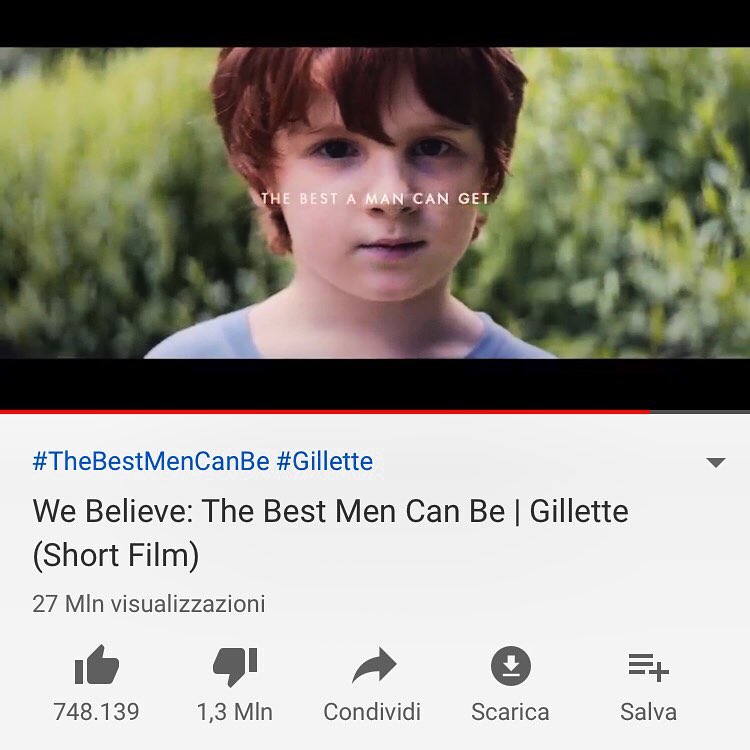 THE BEST A MAN CAN GET
#TheBestMenCanBe #Gillette
We Believe: The Best Men Can Be | Gillette
(Short Film)
27 Mln visualizzazioni
748.139 1,3 Mln Condividi Scarica Salva